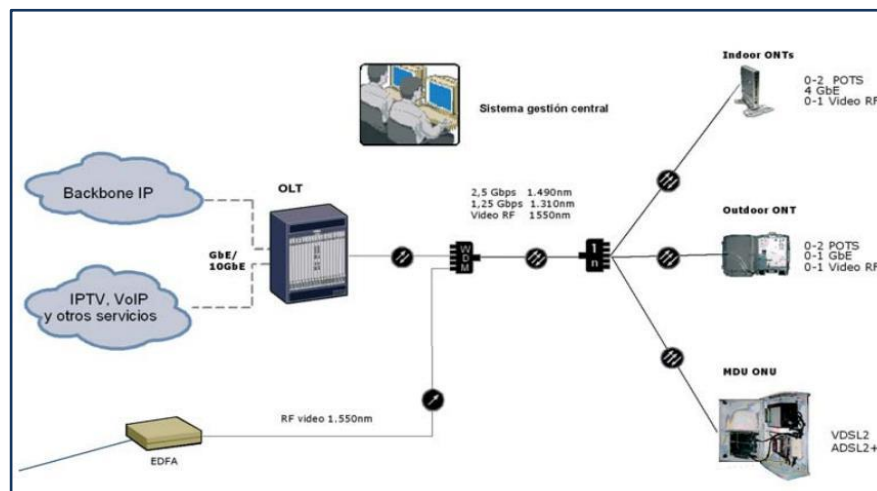 Indoor ONTs
0-2 POTS
4 GbE
0-1 Video RF
Sistema gestión central
Backbone IP
OLT
GbE/
10GbE
2,5 Gbps 1.490nm
1,25 Gbps 1.310nm
Video RF 1550nm
WDM
1
n
Outdoor ONT
0-2 POTS
0-1 GbE
0-1 Video RF
IPTV, VoIP
y otros servicios
MDU ONU
VDSL2
ADSL2+
RF video 1.550nm
EDFA